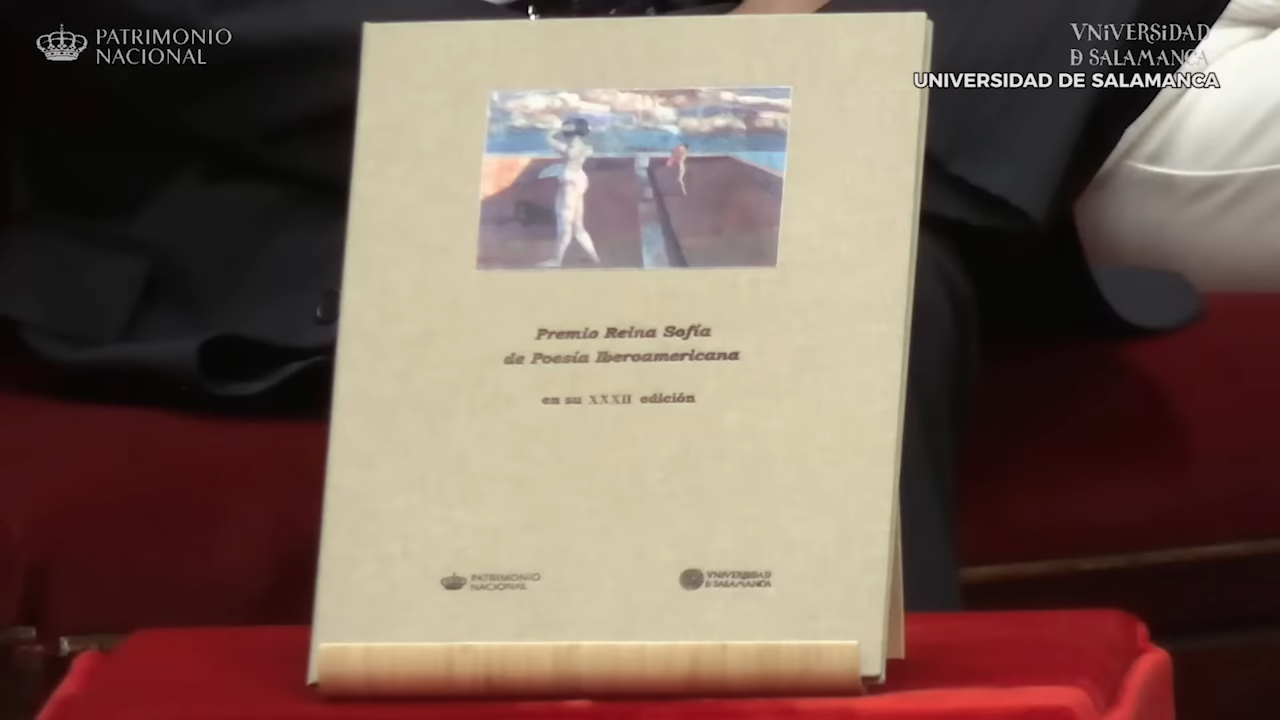 PATRIMONIO
NACIONAL
VNiVERSiDAD
D SALAMANCA
UNIVERSIDAD DE SALAMANCA
Premio Reina Sofía
de Poesía Iberoamericana
en su XXXII edición
PATRIMONIO
NACIONAL
VNiVERSiDAD
D SALAMANCA